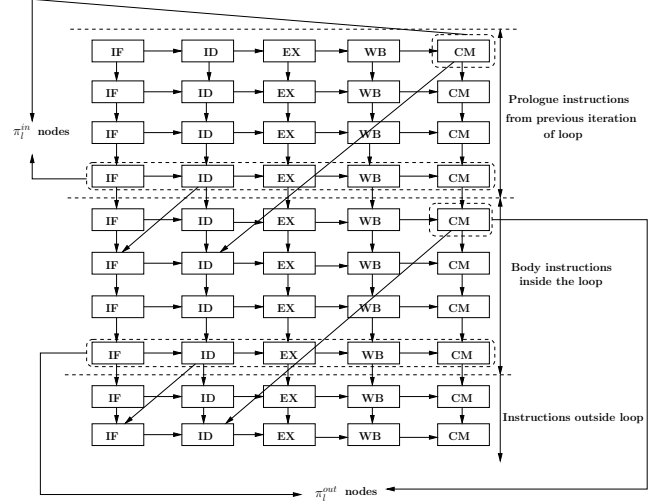 IF ID EX WB CM
IF ID EX WB CM
IF ID EX WB CM
IF ID EX WB CM
IF ID EX WB CM
IF ID EX WB CM
IF ID EX WB CM
IF ID EX WB CM
IF ID EX WB CM
IF ID EX WB CM
π_l^{in} nodes
Prologue instructions
from previous iteration
of loop
Body instructions
inside the loop
Instructions outside loop
π_l^{out} nodes